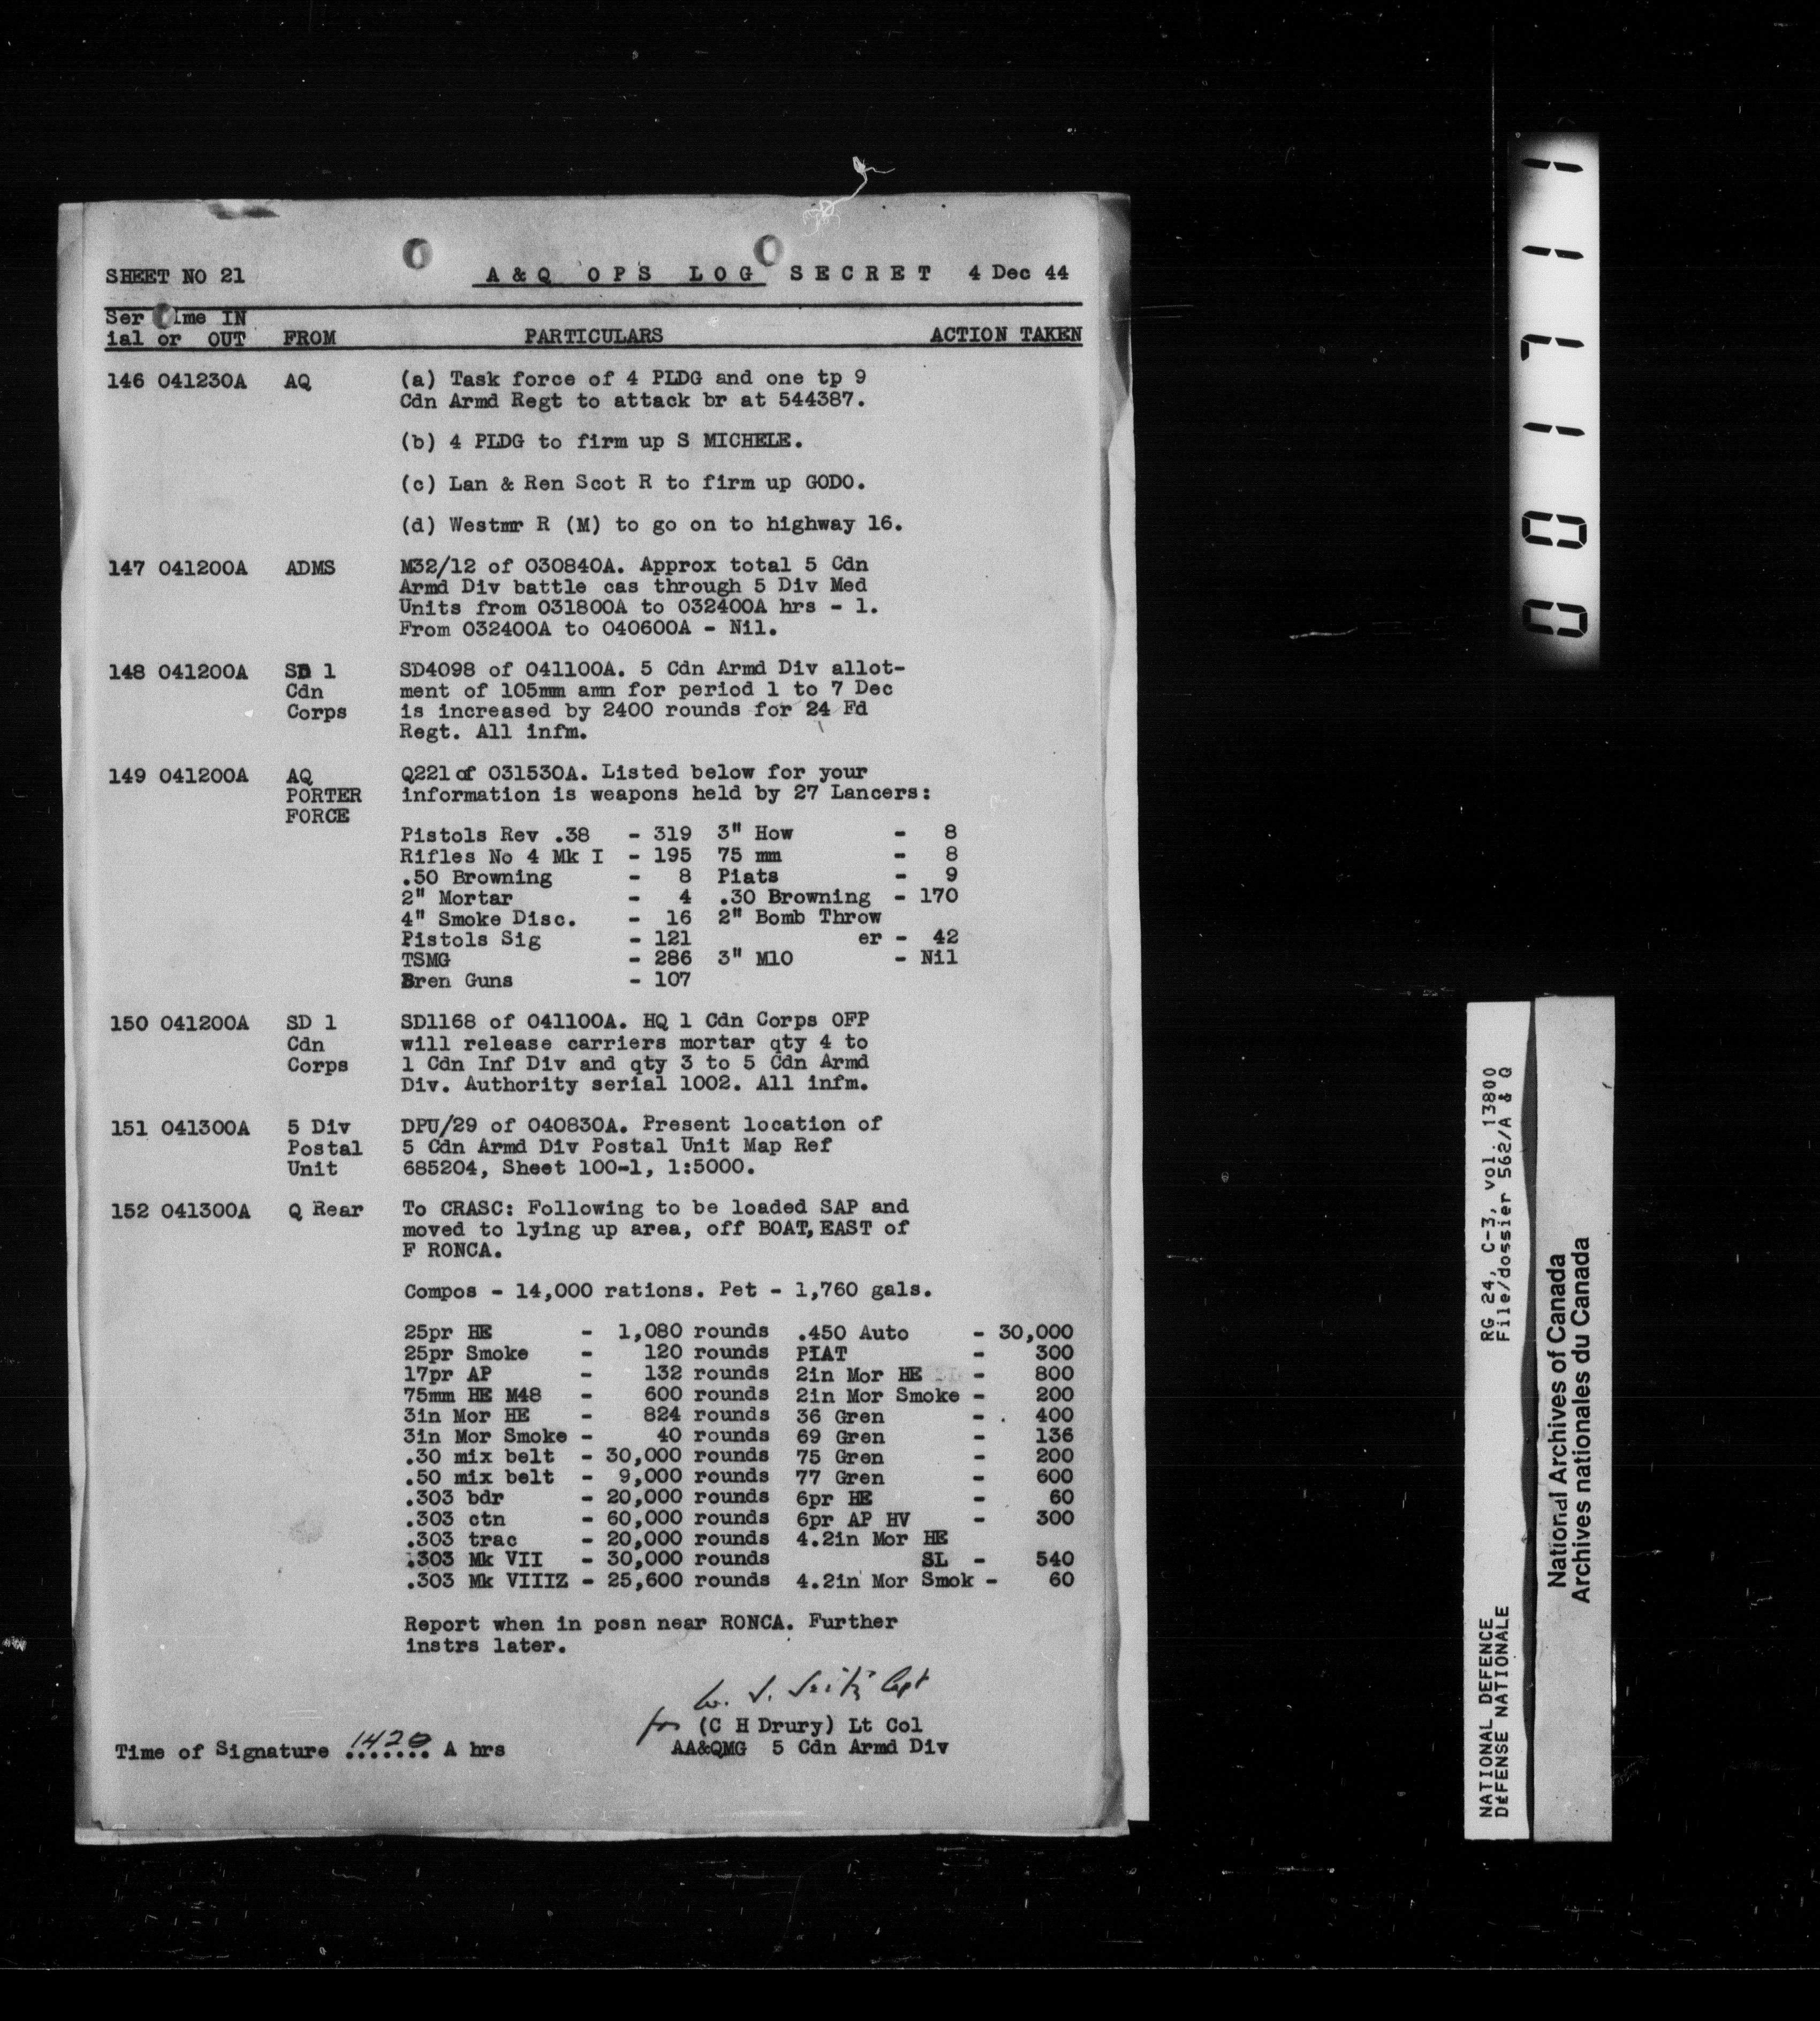 SHEET NO 21 A & Q OPS LOG SECRET 4 Dec 44
Ser ime IN
ial or OUT FROM PARTICULARS ACTION TAKEN
146 041230A AQ (a) Task force of 4 PLDG and one tp 9
Cdn Armd Regt to attack br at 544387.
(b) 4 PLDG to firm up S MICHELE.
(c) Lan & Ren Scot R to firm up GODO.
(d) Westmr R (M) to go on to highway 16.
147 041200A ADMS M32/12 of 030840A. Approx total 5 Cdn
Armd Div battle cas through 5 Div Med
Units from 031800A to 032400A hrs - 1.
From 032400A to 040600A - Nil.
148 041200A SD 1 SD4098 of 041100A. 5 Cdn Armd Div allot-
Cdn ment of 105mm amn for period 1 to 7 Dec
Corps is increased by 2400 rounds for 24 Fd
Regt. All infm.
149 041200A AQ Q221 of 031530A. Listed below for your
PORTER information is weapons held by 27 Lancers:
FORCE
Pistols Rev .38 - 319 3" How - 8
Rifles No 4 Mk I - 195 75 mm - 8
.50 Browning - 8 Piats - 9
2" Mortar - 4 .30 Browning - 170
4" Smoke Disc. - 16 2" Bomb Throw
Pistols Sig - 121 er - 42
TSMG - 286 3" M10 - Nil
Bren Guns - 107
150 041200A SD 1 SD1168 of 041100A. HQ 1 Cdn Corps OFP
Cdn will release carriers mortar qty 4 to
Corps 1 Cdn Inf Div and qty 3 to 5 Cdn Armd
Div. Authority serial 1002. All infm.
151 041300A 5 Div DPU/29 of 040830A. Present location of
Postal 5 Cdn Armd Div Postal Unit Map Ref
Unit 685204, Sheet 100-1, 1:5000.
152 041300A Q Rear To CRASC: Following to be loaded SAP and
moved to lying up area, off BOAT, EAST of
F RONCA.
Compos - 14,000 rations. Pet - 1,760 gals.
25pr HE - 1,080 rounds .450 Auto - 30,000
25pr Smoke - 120 rounds PIAT - 300
17pr AP - 132 rounds 2in Mor HE - 800
75mm HE M48 - 600 rounds 2in Mor Smoke - 200
3in Mor HE - 824 rounds 36 Gren - 400
3in Mor Smoke - 40 rounds 69 Gren - 136
.30 mix belt - 30,000 rounds 75 Gren - 200
.50 mix belt - 9,000 rounds 77 Gren - 600
.303 bdr - 20,000 rounds 6pr HE - 60
.303 ctn - 60,000 rounds 6pr AP HV - 300
.303 trac - 20,000 rounds 4.2in Mor HE
.303 Mk VII - 30,000 rounds SL - 540
.303 Mk VIIIZ - 25,600 rounds 4.2in Mor Smok - 60
Report when in posn near RONCA. Further
instrs later.
Capt
for (C H Drury) Lt Col
Time of Signature 1420 A hrs AA&QMG 5 Cdn Armd Div
001711
RG 24, C-3, vol. 13800
File/dossier 562/A & Q
NATIONAL DEFENCE
DÉFENSE NATIONALE
National Archives of Canada
Archives nationales du Canada